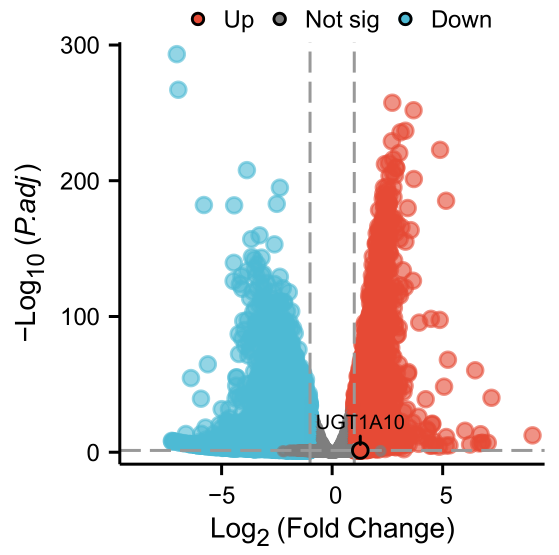 Up Not sig Down
300
200
100
0
−Log10 (P.adj)
UGT1A10
−5 0 5
Log2 (Fold Change)